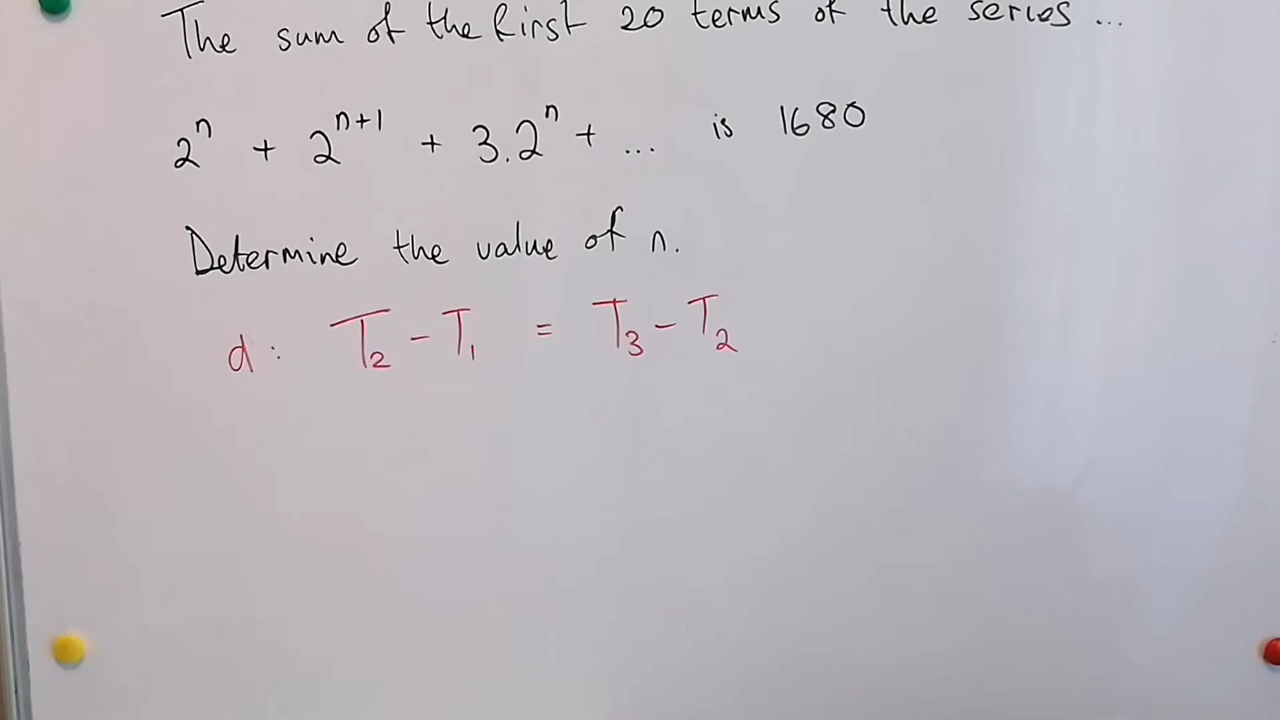 The sum of the first 20 terms of the series ...
2ⁿ + 2ⁿ⁺¹ + 3.2ⁿ + ... is 1680
Determine the value of n.
d: T₂ - T₁ = T₃ - T₂